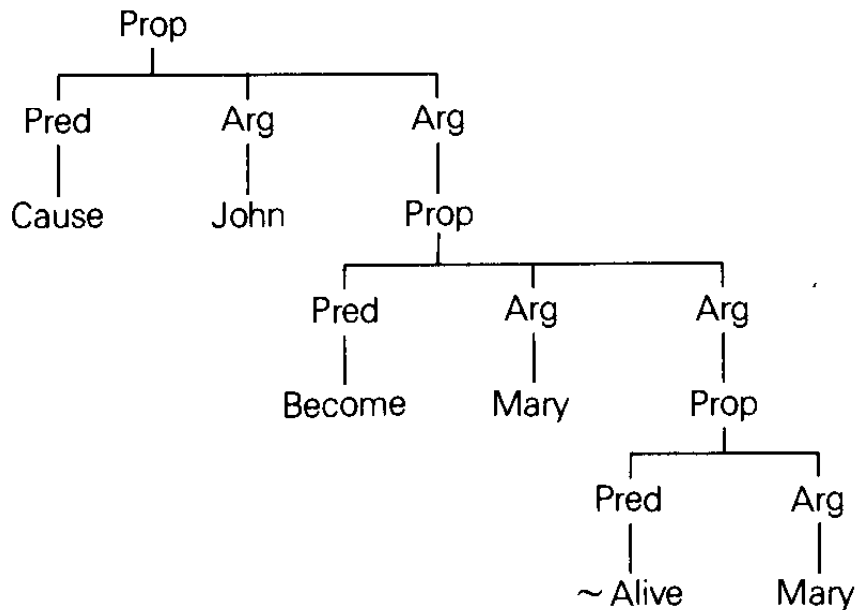 Prop
Pred Arg Arg
Cause John Prop
Pred Arg Arg
Become Mary Prop
Pred Arg
~Alive Mary